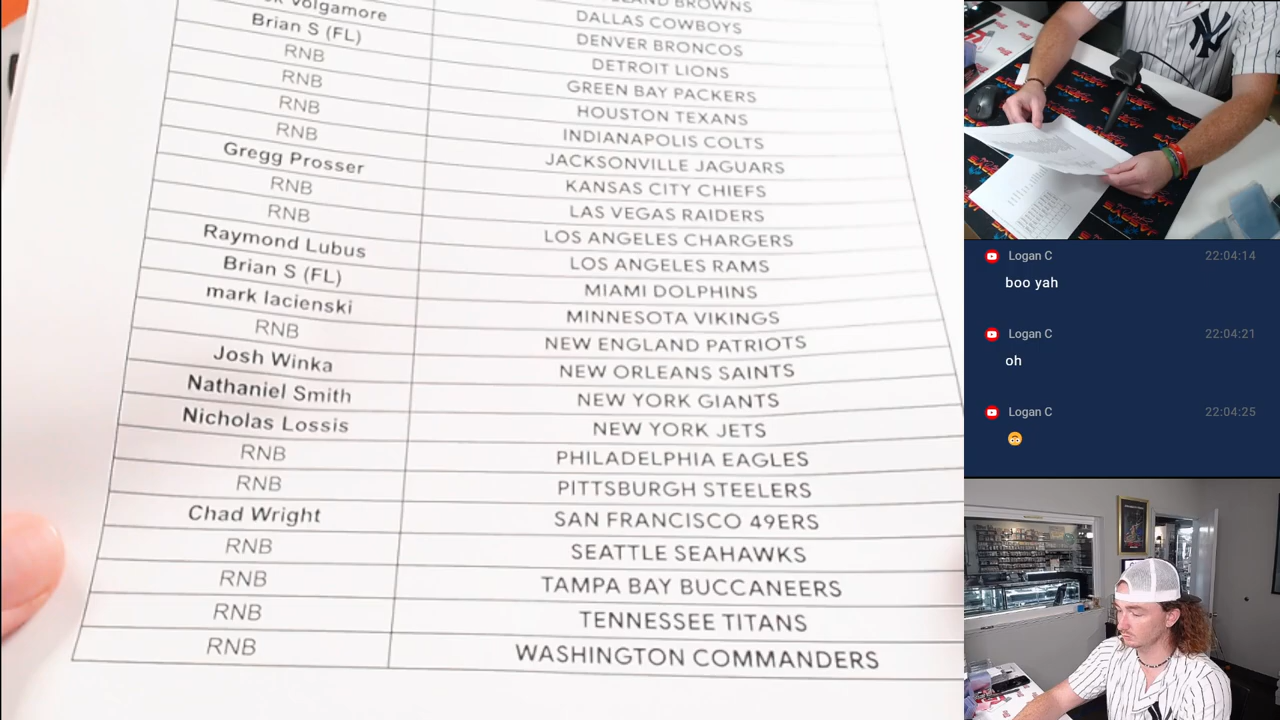 BROWNS
DALLAS COWBOYS
Volgamore DENVER BRONCOS
Brian S (FL) DETROIT LIONS
RNB GREEN BAY PACKERS
RNB HOUSTON TEXANS
RNB INDIANAPOLIS COLTS
RNB JACKSONVILLE JAGUARS
Gregg Prosser KANSAS CITY CHIEFS
RNB LAS VEGAS RAIDERS
RNB LOS ANGELES CHARGERS
Raymond Lubus LOS ANGELES RAMS
Brian S (FL) MIAMI DOLPHINS
mark lacienski MINNESOTA VIKINGS
RNB NEW ENGLAND PATRIOTS
Josh Winka NEW ORLEANS SAINTS
Nathaniel Smith NEW YORK GIANTS
Nicholas Lossis NEW YORK JETS
RNB PHILADELPHIA EAGLES
RNB PITTSBURGH STEELERS
Chad Wright SAN FRANCISCO 49ERS
RNB SEATTLE SEAHAWKS
RNB TAMPA BAY BUCCANEERS
RNB TENNESSEE TITANS
RNB WASHINGTON COMMANDERS
Logan C 22:04:14
boo yah
Logan C 22:04:21
oh
Logan C 22:04:25
😳